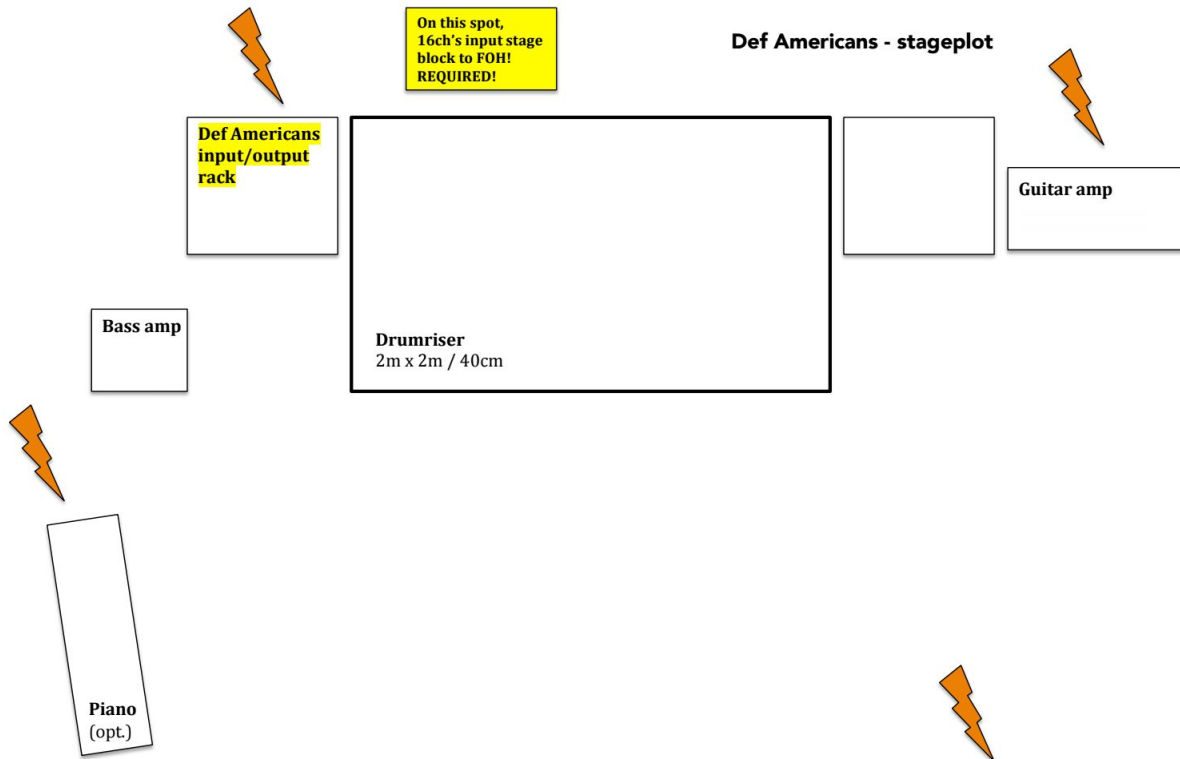 On this spot,
16ch's input stage
block to FOH!
REQUIRED!
Def Americans - stageplot
Def Americans
input/output
rack
Guitar amp
Bass amp
Drumriser
2m x 2m / 40cm
Piano
(opt.)